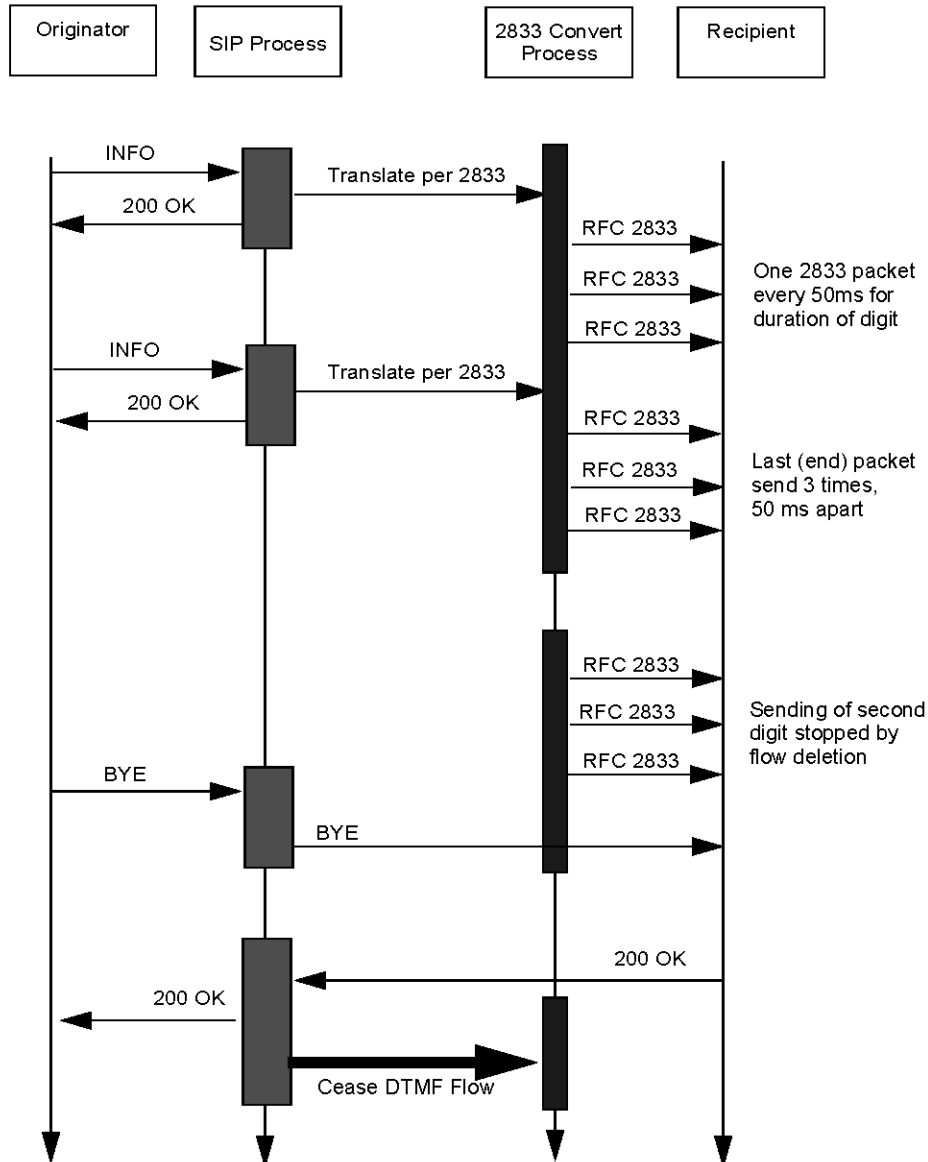 Originator
SIP Process
2833 Convert
Process
Recipient
INFO
Translate per 2833
200 OK
RFC 2833
RFC 2833
RFC 2833
One 2833 packet
every 50ms for
duration of digit
INFO
Translate per 2833
200 OK
RFC 2833
RFC 2833
RFC 2833
Last (end) packet
send 3 times,
50 ms apart
RFC 2833
RFC 2833
RFC 2833
Sending of second
digit stopped by
flow deletion
BYE
BYE
200 OK
200 OK
Cease DTMF Flow